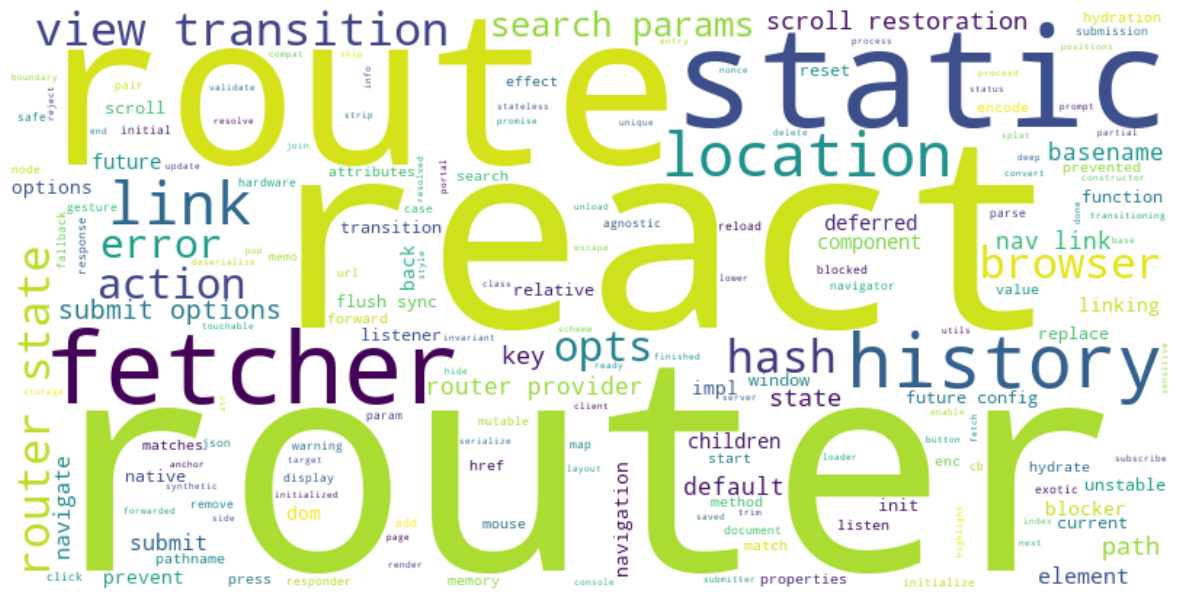 view transition
search params
scroll restoration
hydration
submission
route
static
compat
skip
entry
process
positions
boundary
reject
pair
validate
info
effect
nonce
reset
proceed
status
safe
scroll
stateless
encode
prompt
end
initial
resolve
strip
promise
unique
delete
splat
partial
join
location
basename
node
future
update
attributes
resolved
portal
search
deep
prevented
convert
constructor
options
link
hardware
react
function
gesture
case
unload
agnostic
reload
parse
done
transitioning
fallback
response
error
pop
memo
transition
back
style
escape
deferred
component
nav link
base
deserialize
url
class
relative
lower
blocked
navigator
browser
value
action
flush sync
forward
linking
router state
submit options
touchable
listener
invariant
scheme
utils
replace
fetcher
key
opts
finished
hash
history
sensitive
hide
ready
storage
str
router provider
impl
window
server
state
future config
router
param
mutable
client
enable
button
fetch
matches
json
warning
serialize
map
children
start
loader
enc
cb
subscribe
navigate
anchor
native
synthetic
target
display
initialized
href
layout
navigation
default
method
hydrate
exotic
unstable
forwarded
remove
side
dom
add
page
mouse
saved
trim
document
init
listen
highlight
index
blocker
current
next
submit
pathname
render
match
path
click
prevent
press
responder
memory
console
submitter
properties
initialize
element